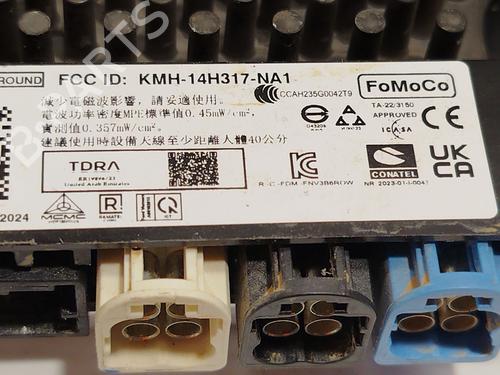 ROUND FCC ID: KMH-14H317-NA1
CCAH235G0042T9
FoMoCo
減少電磁波影響，請妥適使用。
電波功率密度MPE標準值0.45mW/cm²,
實測值0.357mW/cm²,
建議使用時設備天線至少距離人體40公分
TA-22/3150
APPROVED
ICASA
TDRA
United Arab Emirates
R-C-FDM-FNV3B6ROW
CONATEL
UK
CA
2024
MCMC
PARTS